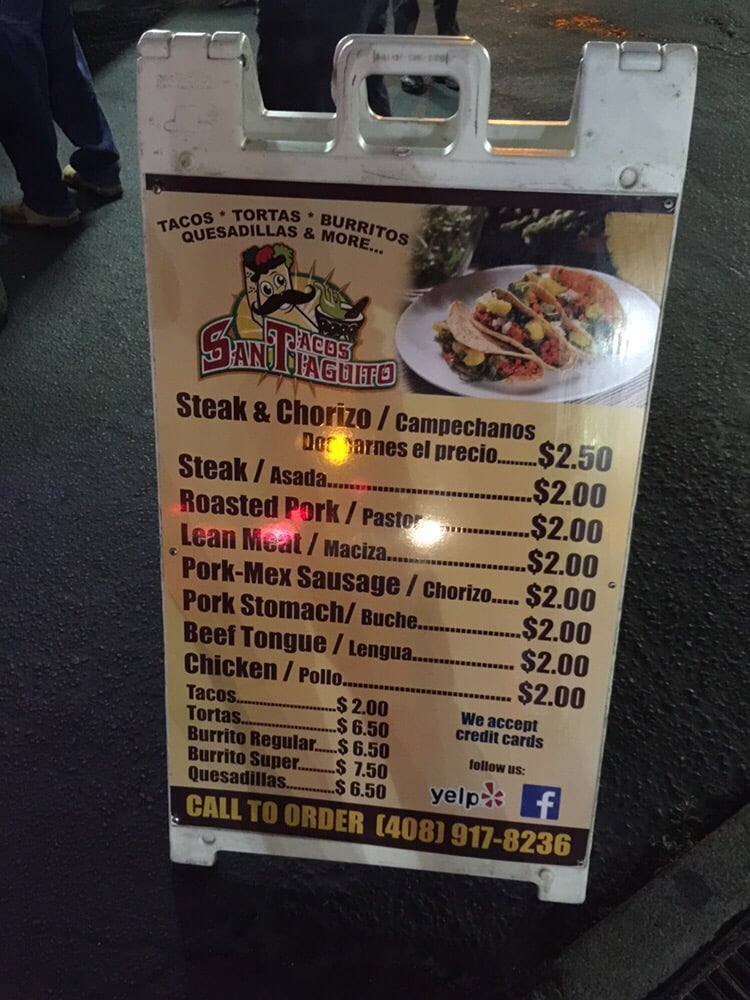 TACOS * TORTAS * BURRITOS
QUESADILLAS & MORE...
TACOS
SANTIAGUITO
Steak & Chorizo / Campechanos
Dos carnes el precio........$2.50
Steak / Asada..............................$2.00
Roasted Pork / Pastor................$2.00
Lean Meat / Maciza.....................$2.00
Pork-Mex Sausage / Chorizo..... $2.00
Pork Stomach/ Buche................$2.00
Beef Tongue / Lengua............... $2.00
Chicken / Pollo......................... $2.00
Tacos....................$ 2.00
Tortas...................$ 6.50
Burrito Regular.....$ 6.50
Burrito Super........$ 7.50
Quesadillas...........$ 6.50
We accept
credit cards
follow us:
yelp
f
CALL TO ORDER (408) 917-8236